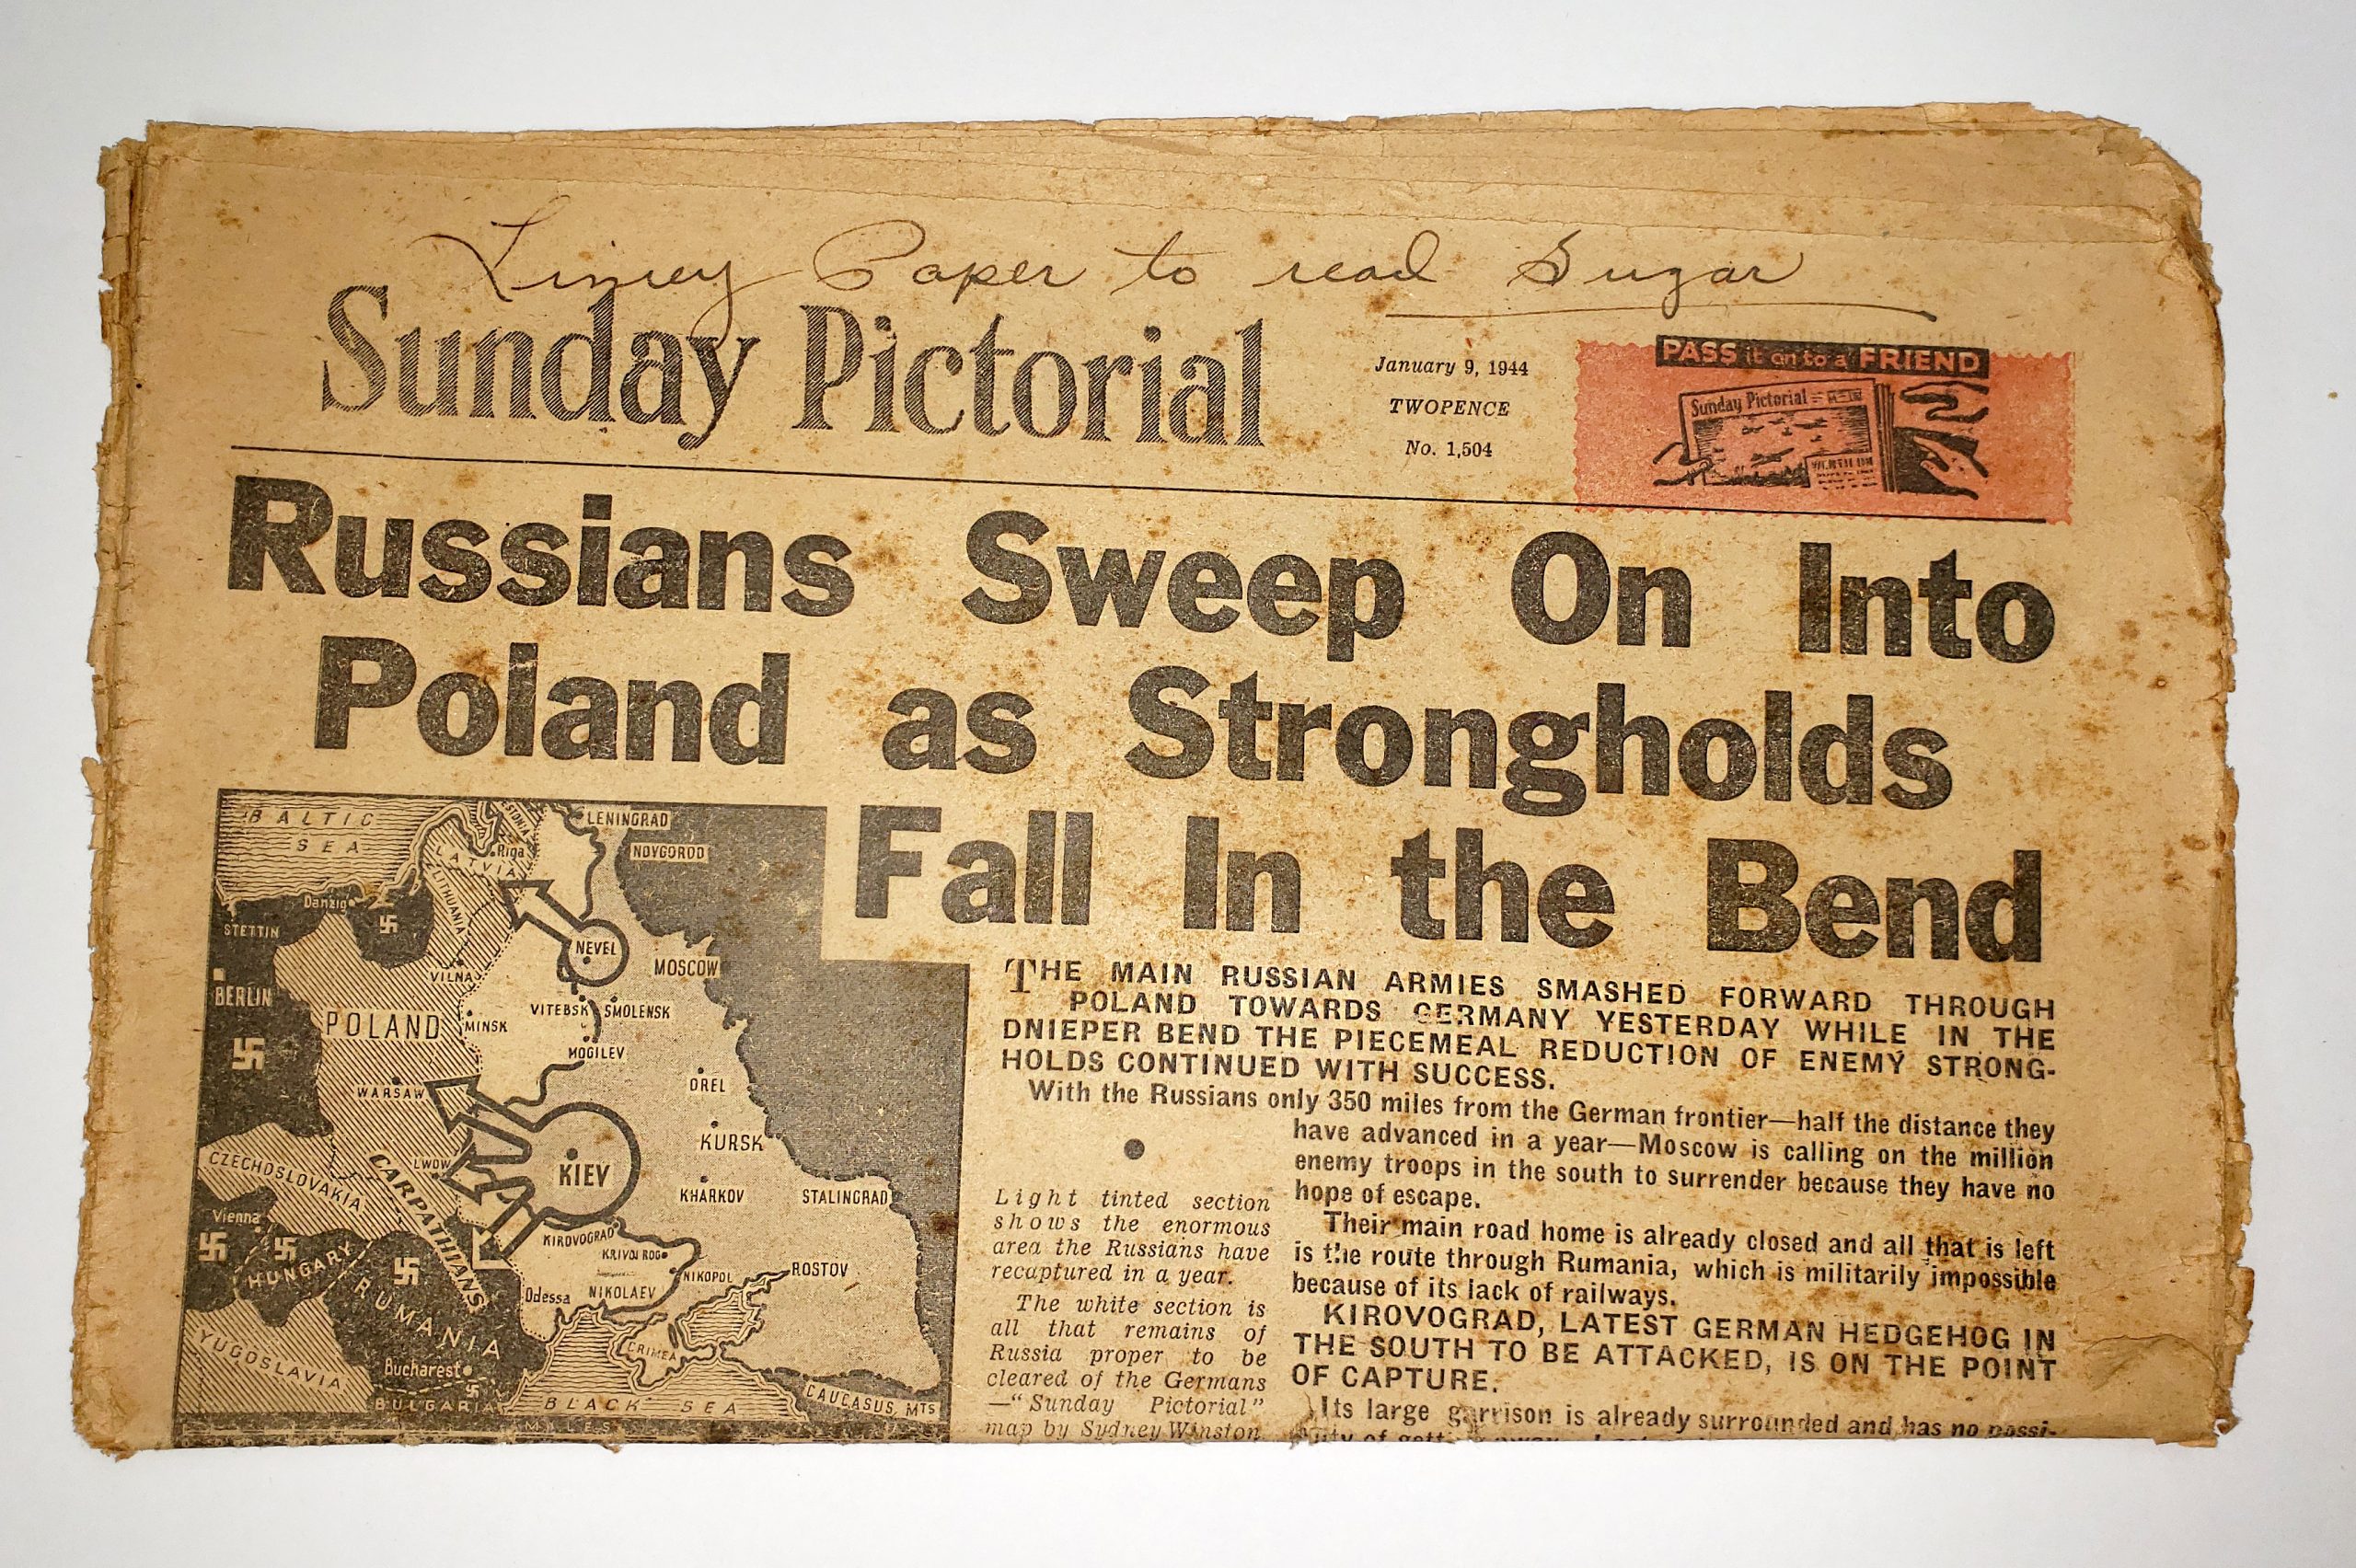 Limey Paper to read Sugar
Sunday Pictorial
January 9, 1944
TWOPENCE
No. 1,504
PASS it on to a FRIEND
Sunday Pictorial
Russians Sweep On Into
Poland as Strongholds
Fall In the Bend
BALTIC
SEA
ESTONIA
LENINGRAD
Riga
NOVGOROD
LATVIA
LITHUANIA
Danzig
STETTIN
NEVEL
VILNA
MOSCOW
BERLIN
VITEBSK
SMOLENSK
POLAND
MINSK
MOGILEV
WARSAW
OREL
KURSK
KIEV
LWOW
CZECHOSLOVAKIA
CARPATHIANS
KHARKOV
STALINGRAD
Vienna
KIROVOGRAD
KRIVOI ROG
HUNGARY
NIKOPOL
ROSTOV
Odessa
NIKOLAEV
RUMANIA
YUGOSLAVIA
CRIMEA
Bucharest
BULGARIA
BLACK SEA
CAUCASUS, MTS
MILES
THE MAIN RUSSIAN ARMIES SMASHED FORWARD THROUGH
POLAND TOWARDS GERMANY YESTERDAY WHILE IN THE
DNIEPER BEND THE PIECEMEAL REDUCTION OF ENEMY STRONG-
HOLDS CONTINUED WITH SUCCESS.
With the Russians only 350 miles from the German frontier—half the distance they
have advanced in a year—Moscow is calling on the million
enemy troops in the south to surrender because they have no
hope of escape.
Their main road home is already closed and all that is left
is the route through Rumania, which is militarily impossible
because of its lack of railways.
KIROVOGRAD, LATEST GERMAN HEDGEHOG IN
THE SOUTH TO BE ATTACKED, IS ON THE POINT
OF CAPTURE.
Its large garrison is already surrounded and has no possi-
Light tinted section
shows the enormous
area the Russians have
recaptured in a year.
The white section is
all that remains of
Russia proper to be
cleared of the Germans
—"Sunday Pictorial"
map by Sydney Winston